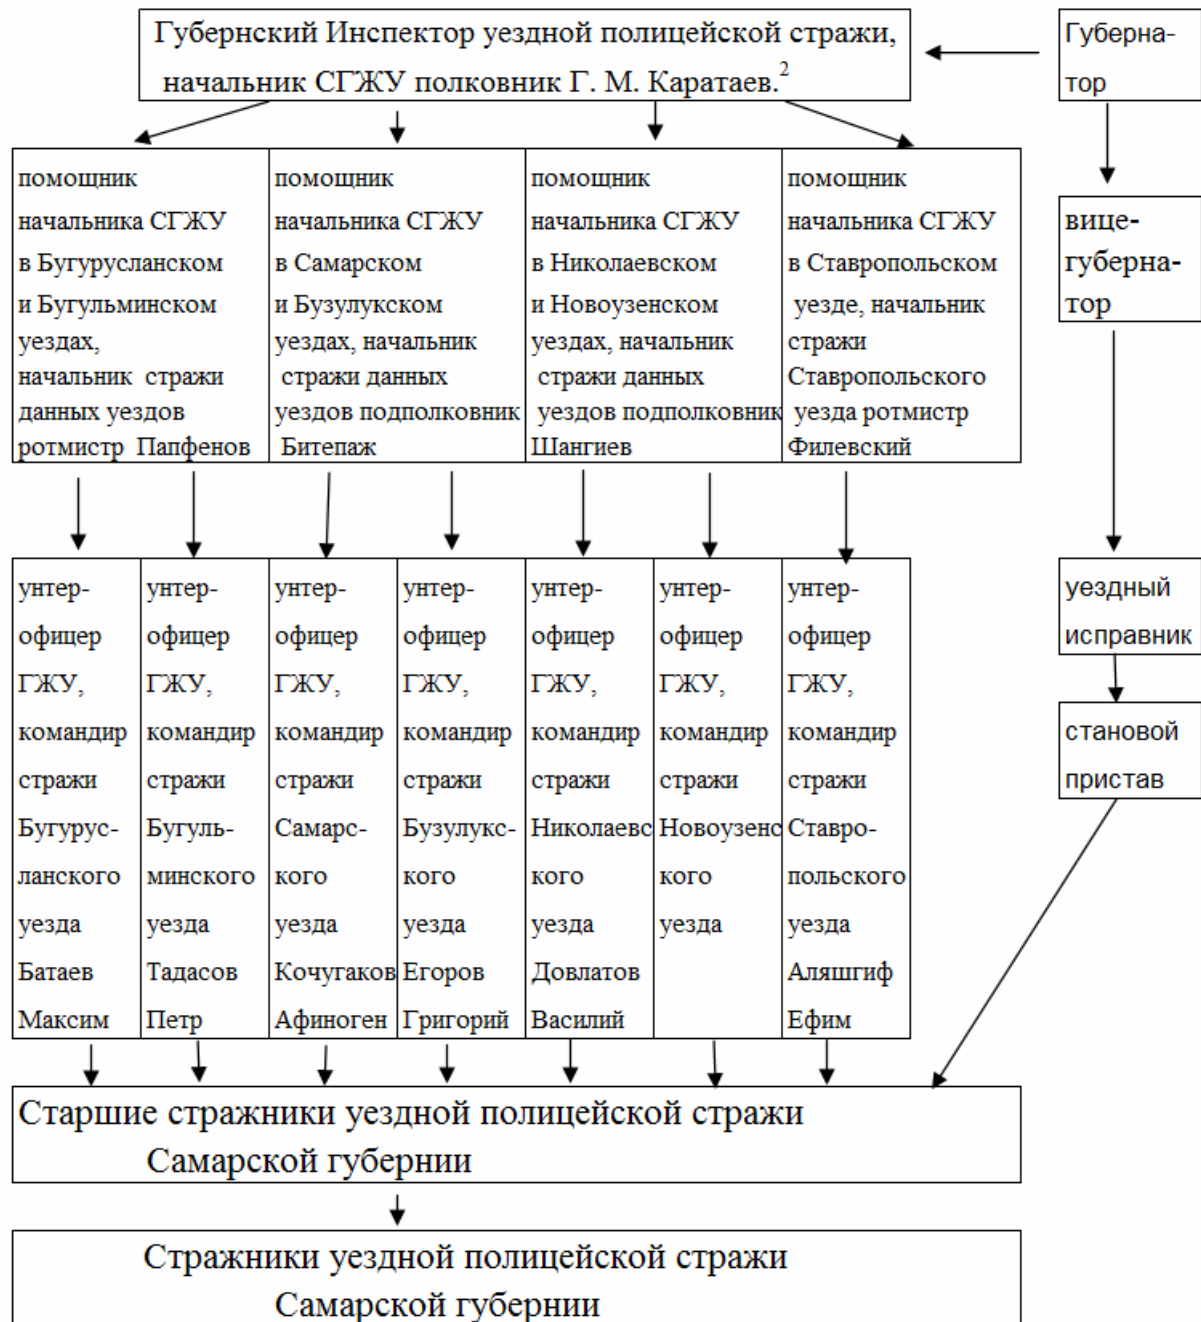 Губернский Инспектор уездной полицейской стражи,
начальник СГЖУ полковник Г. М. Каратаев.²
Губерна-
тор
помощник
начальника СГЖУ
в Бугурусланском
и Бугульминском
уездах,
начальник стражи
данных уездов
ротмистр Папфенов
помощник
начальника СГЖУ
в Самарском
и Бузулукском
уездах, начальник
стражи данных
уездов подполковник
Битепаж
помощник
начальника СГЖУ
в Николаевском
и Новоузенском
уездах, начальник
стражи данных
уездов подполковник
Шангиев
помощник
начальника СГЖУ
в Ставропольском
уезде, начальник
стражи
Ставропольского
уезда ротмистр
Филевский
вице-
губерна-
тор
унтер-
офицер
ГЖУ,
командир
стражи
Бугурус-
ланского
уезда
Батаев
Максим
унтер-
офицер
ГЖУ,
командир
стражи
Бугуль-
минского
уезда
Тадасов
Петр
унтер-
офицер
ГЖУ,
командир
стражи
Самарс-
кого
уезда
Кочугаков
Афиноген
унтер-
офицер
ГЖУ,
командир
стражи
Бузулукс-
кого
уезда
Егоров
Григорий
унтер-
офицер
ГЖУ,
командир
стражи
Николаевс
кого
уезда
Довлатов
Василий
унтер-
офицер
ГЖУ,
командир
стражи
Новоузенс
кого
уезда
унтер-
офицер
ГЖУ,
командир
стражи
Ставро-
польского
уезда
Аляшгиф
Ефим
уездный
исправник
становой
пристав
Старшие стражники уездной полицейской стражи
Самарской губернии
Стражники уездной полицейской стражи
Самарской губернии